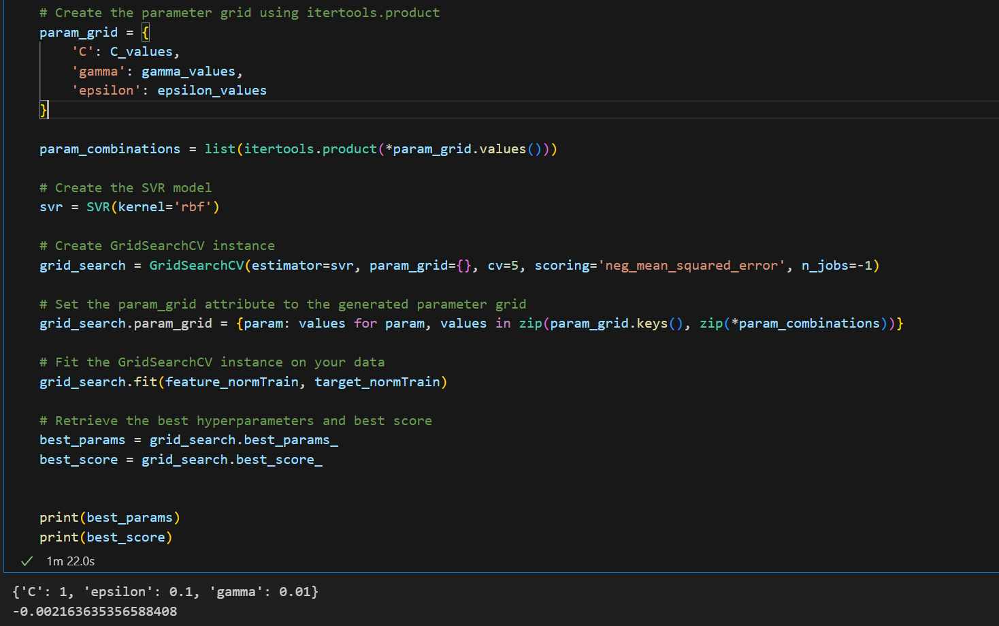 # Create the parameter grid using itertools.product
param_grid = {
    'C': C_values,
    'gamma': gamma_values,
    'epsilon': epsilon_values
}
param_combinations = list(itertools.product(*param_grid.values()))
# Create the SVR model
svr = SVR(kernel='rbf')
# Create GridSearchCV instance
grid_search = GridSearchCV(estimator=svr, param_grid={}, cv=5, scoring='neg_mean_squared_error', n_jobs=-1)
# Set the param_grid attribute to the generated parameter grid
grid_search.param_grid = {param: values for param, values in zip(param_grid.keys(), zip(*param_combinations))}
# Fit the GridSearchCV instance on your data
grid_search.fit(feature_normTrain, target_normTrain)
# Retrieve the best hyperparameters and best score
best_params = grid_search.best_params_
best_score = grid_search.best_score_
print(best_params)
print(best_score)
1m 22.0s
{'C': 1, 'epsilon': 0.1, 'gamma': 0.01}
-0.002163635356588408